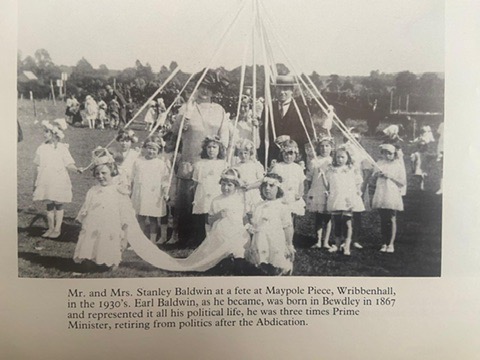 Mr. and Mrs. Stanley Baldwin at a fete at Maypole Piece, Wribbenhall,
in the 1930's. Earl Baldwin, as he became, was born in Bewdley in 1867
and represented it all his political life, he was three times Prime
Minister, retiring from politics after the Abdication.